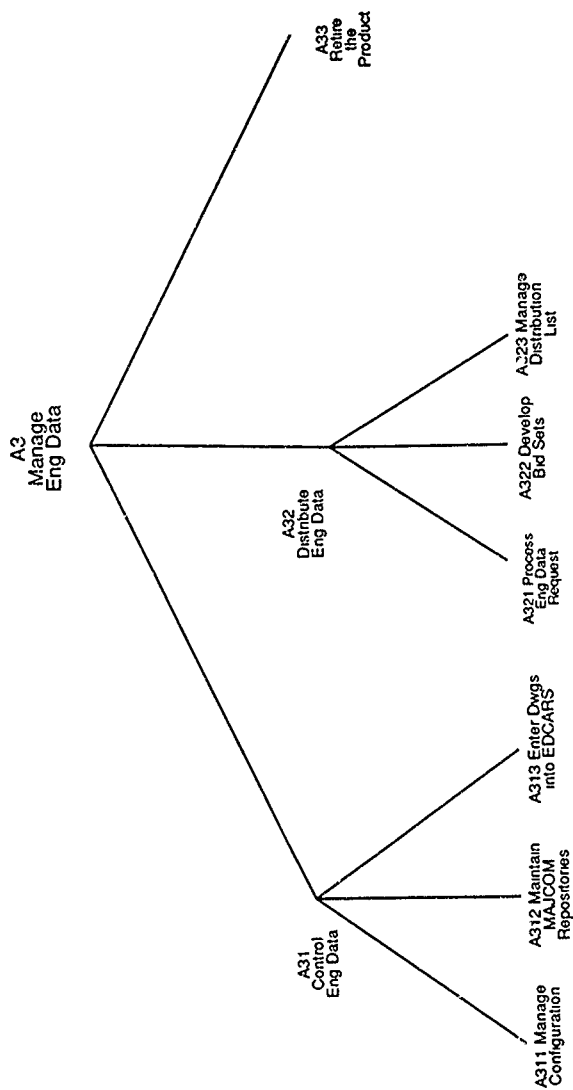 A3
Manage
Eng Data
A31
Control
Eng Data
A32
Distribute
Eng Data
A33
Retire
the
Product
A311 Manage
Configuration
A312 Maintain
MAJCOM
Repositories
A313 Enter Dwgs
into EDCARS
A321 Process
Eng Data
Request
A322 Develop
Bid Sets
A323 Manage
Distribution
List